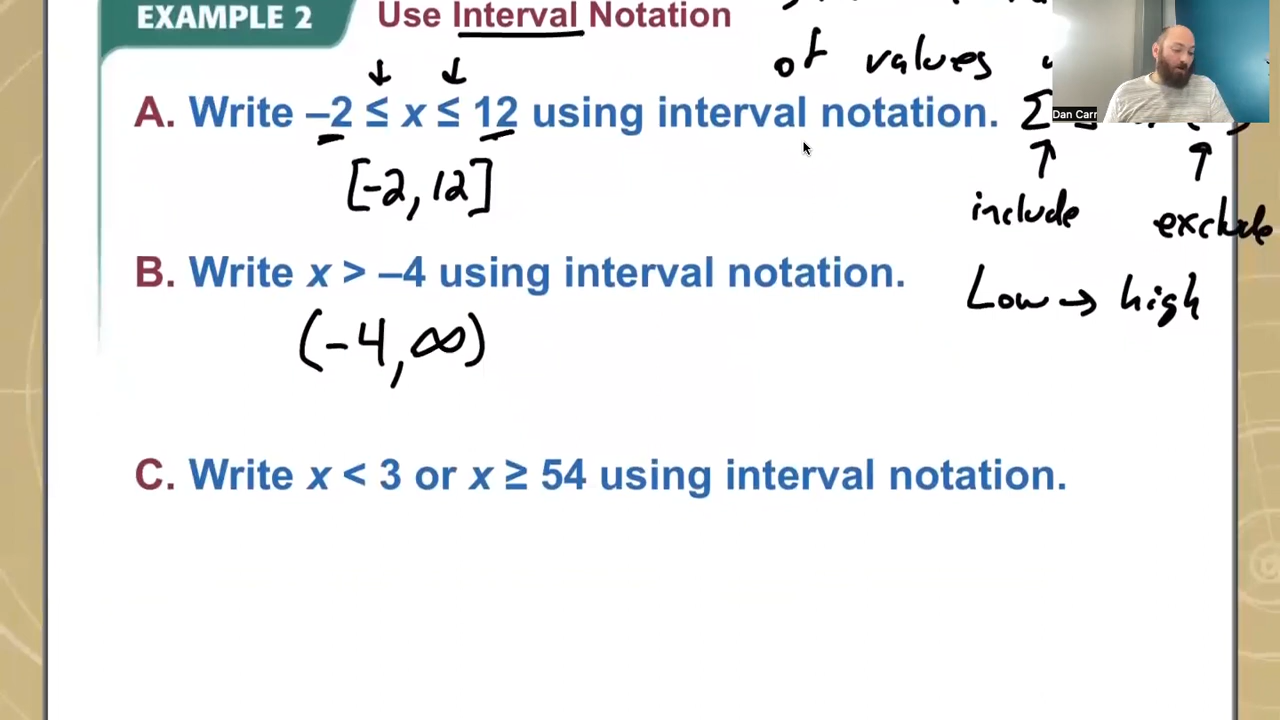 EXAMPLE 2 Use Interval Notation
of values
A. Write –2 ≤ x ≤ 12 using interval notation.
Dan Carr
[-2, 12]
include exclude
B. Write x > –4 using interval notation.
Low → high
(-4, ∞)
C. Write x < 3 or x ≥ 54 using interval notation.